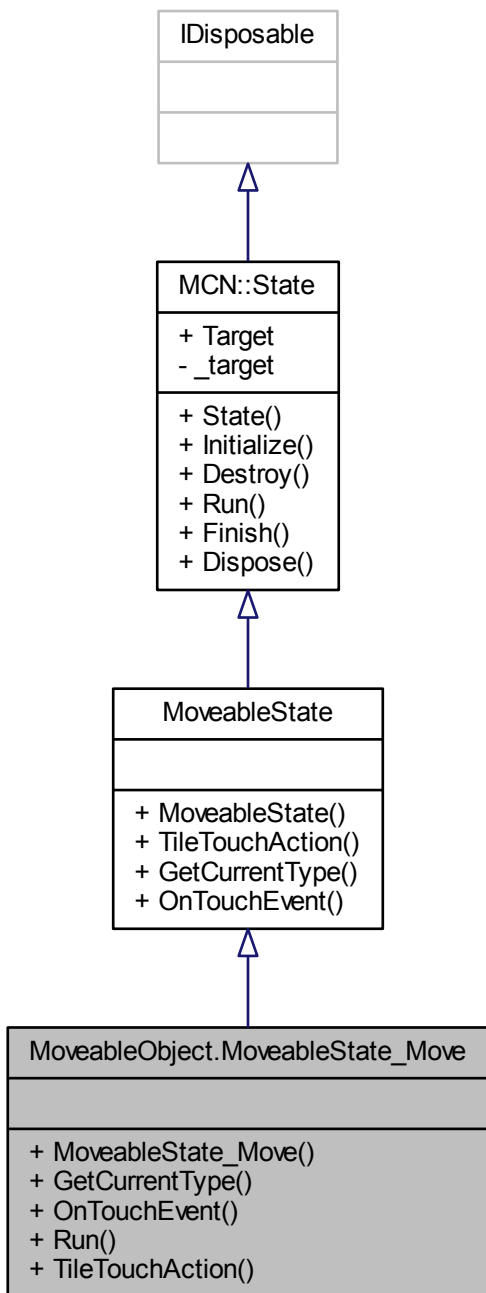 IDisposable
MCN::State
+ Target
- _target
+ State()
+ Initialize()
+ Destroy()
+ Run()
+ Finish()
+ Dispose()
MoveableState
+ MoveableState()
+ TileTouchAction()
+ GetCurrentType()
+ OnTouchEvent()
MoveableObject.MoveableState_Move
+ MoveableState_Move()
+ GetCurrentType()
+ OnTouchEvent()
+ Run()
+ TileTouchAction()